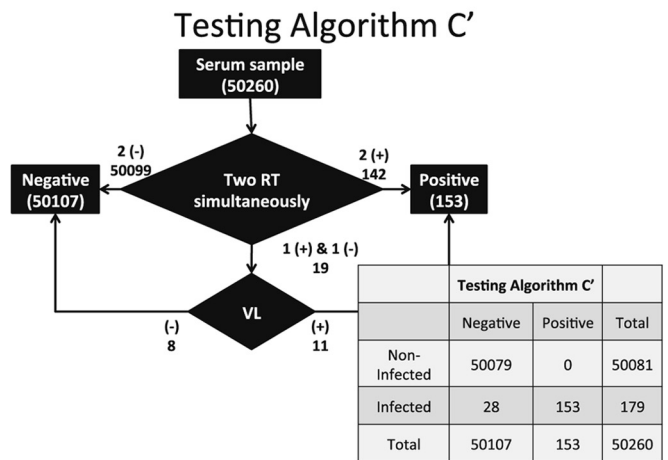 Testing Algorithm C’
Serum sample
(50260)
2 (-)
50099
2 (+)
142
Negative
(50107)
Two RT
simultaneously
Positive
(153)
1 (+) & 1 (-)
19
VL
(-)
8
(+)
11
Testing Algorithm C’
Negative Positive Total
Non-
Infected 50079 0 50081
Infected 28 153 179
Total 50107 153 50260